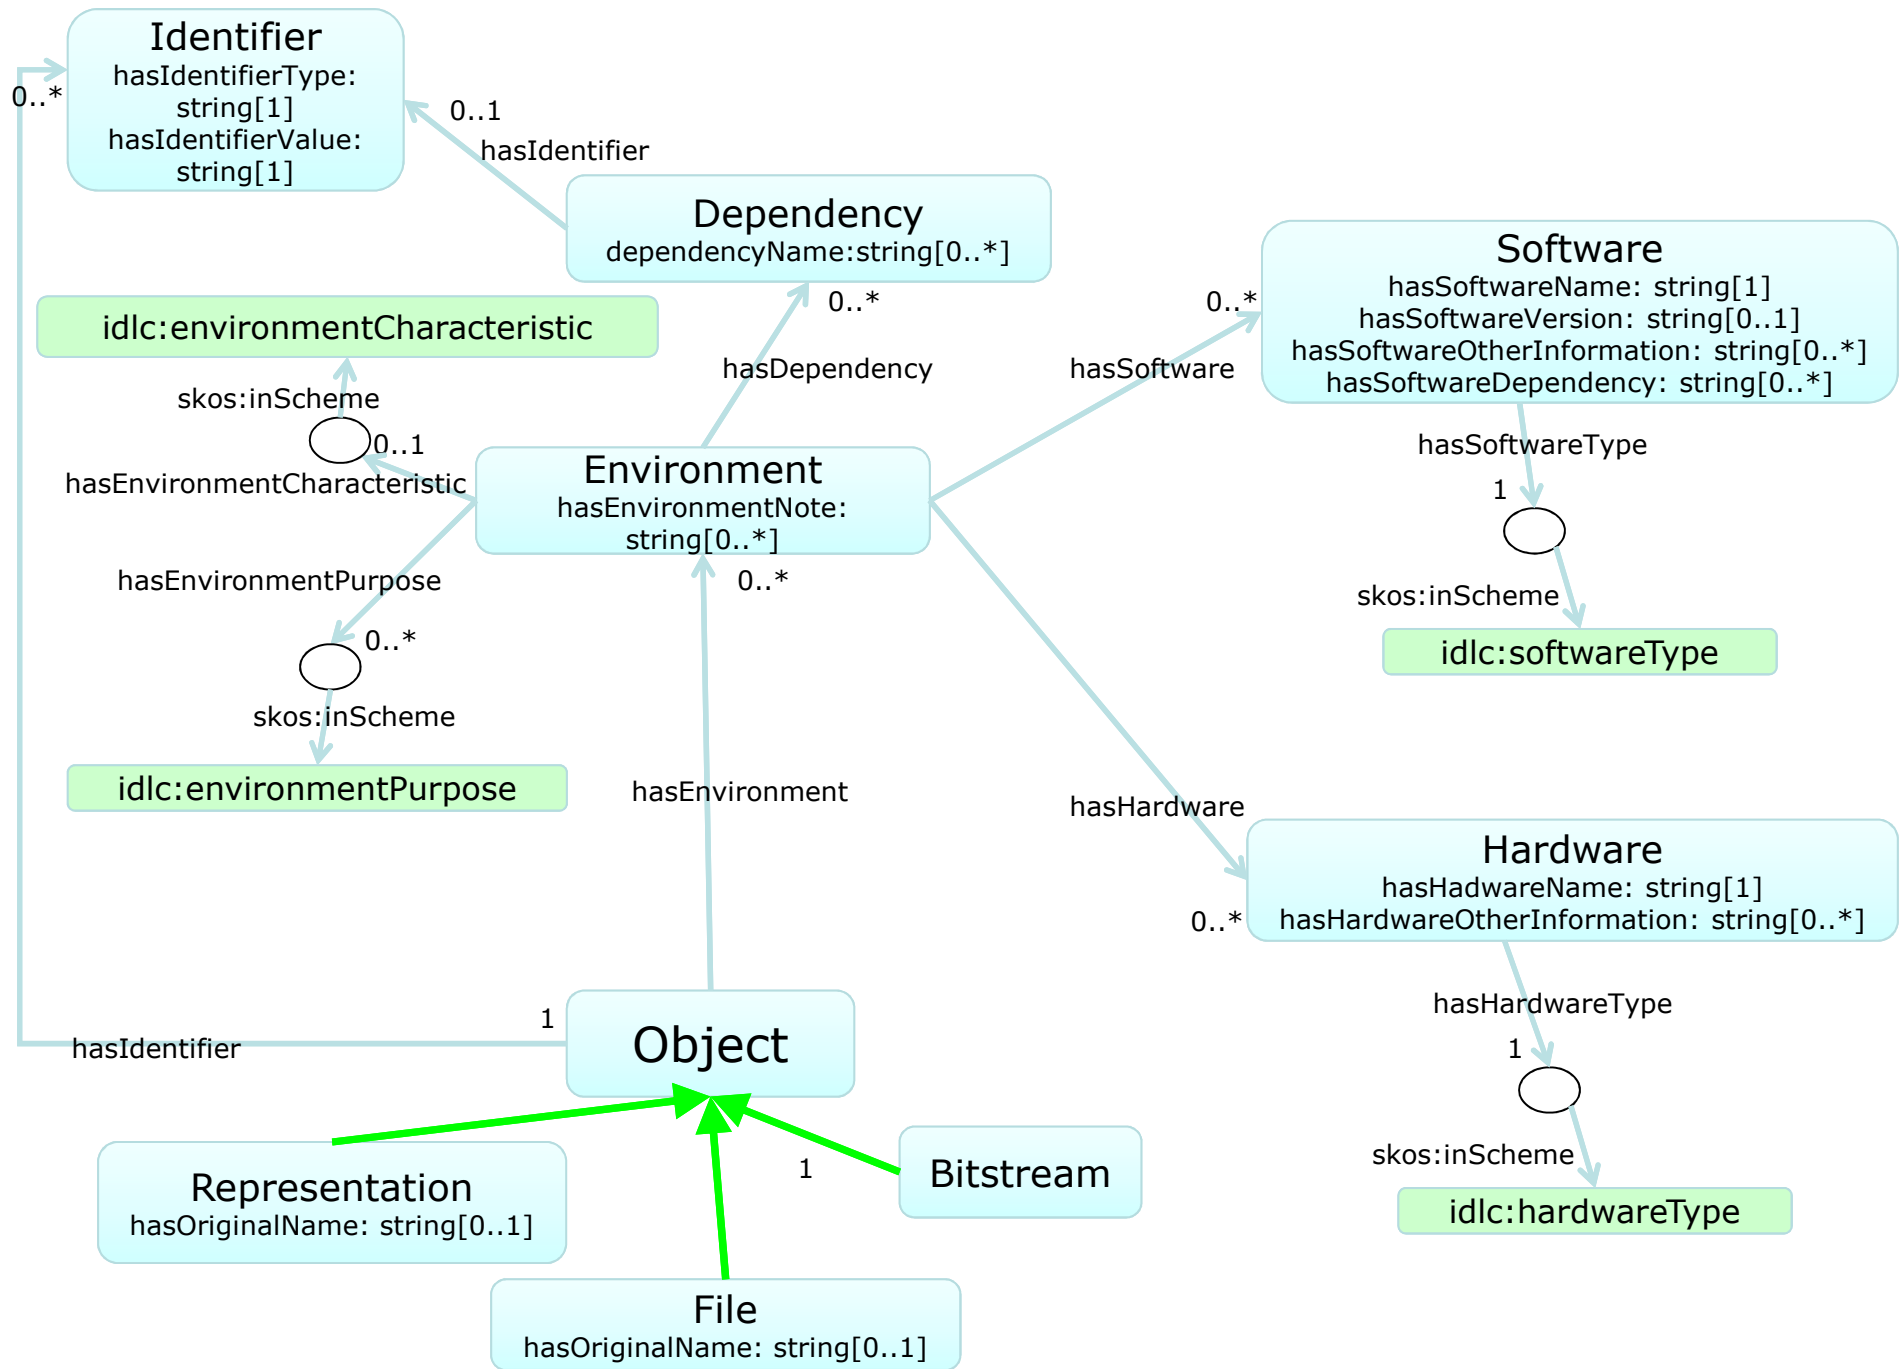 Identifier
hasIdentifierType:
string[1]
hasIdentifierValue:
string[1]
0..*
0..1
hasIdentifier
Dependency
dependencyName:string[0..*]
0..*
hasDependency
idlc:environmentCharacteristic
skos:inScheme
0..1
hasEnvironmentCharacteristic
Environment
hasEnvironmentNote:
string[0..*]
0..*
hasEnvironmentPurpose
0..*
skos:inScheme
idlc:environmentPurpose
hasEnvironment
hasSoftware
0..*
Software
hasSoftwareName: string[1]
hasSoftwareVersion: string[0..1]
hasSoftwareOtherInformation: string[0..*]
hasSoftwareDependency: string[0..*]
hasSoftwareType
1
skos:inScheme
idlc:softwareType
hasHardware
0..*
Hardware
hasHadwareName: string[1]
hasHardwareOtherInformation: string[0..*]
hasHardwareType
1
skos:inScheme
idlc:hardwareType
hasIdentifier
1
Object
Representation
hasOriginalName: string[0..1]
1
Bitstream
File
hasOriginalName: string[0..1]